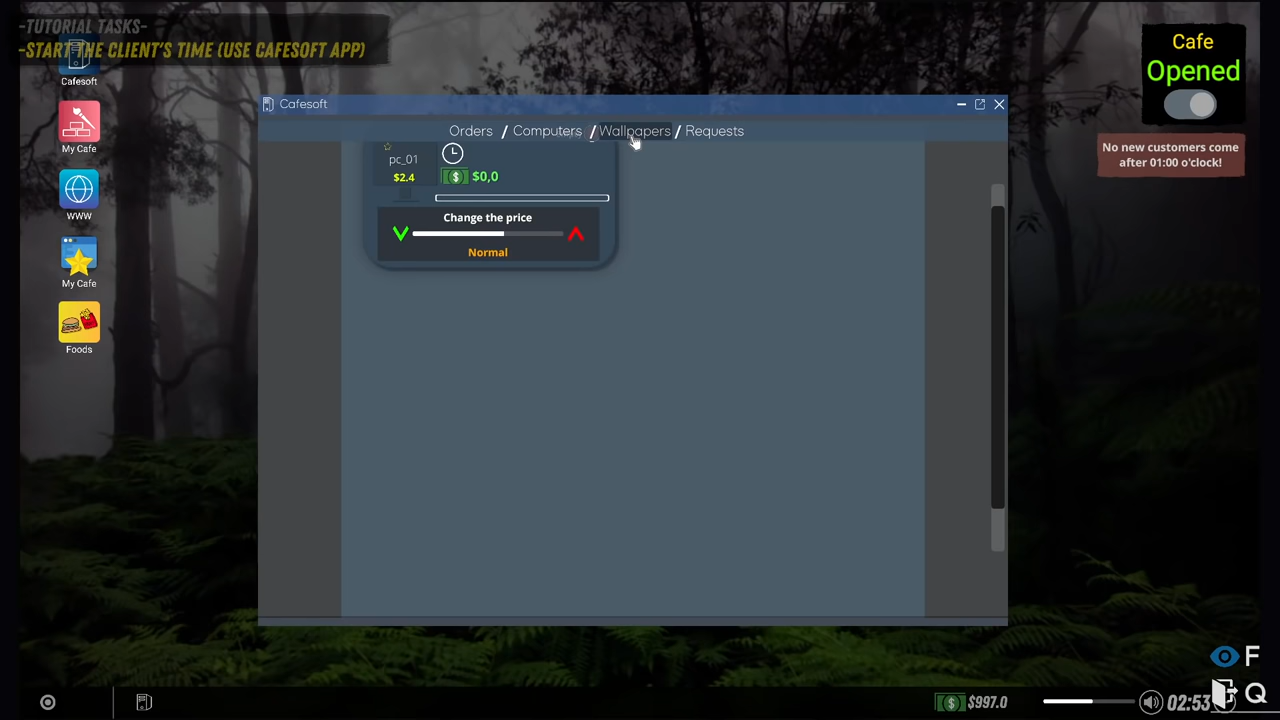 -TUTORIAL TASKS-
-START THE CLIENT'S TIME (USE CAFESOFT APP)
Cafesoft
My Cafe
WWW
My Cafe
Foods
Cafesoft
Orders / Computers / Wallpapers / Requests
pc_01
$2.4
$0,0
Change the price
Normal
Cafe
Opened
No new customers come
after 01:00 o'clock!
F
Q
$997.0
02:53